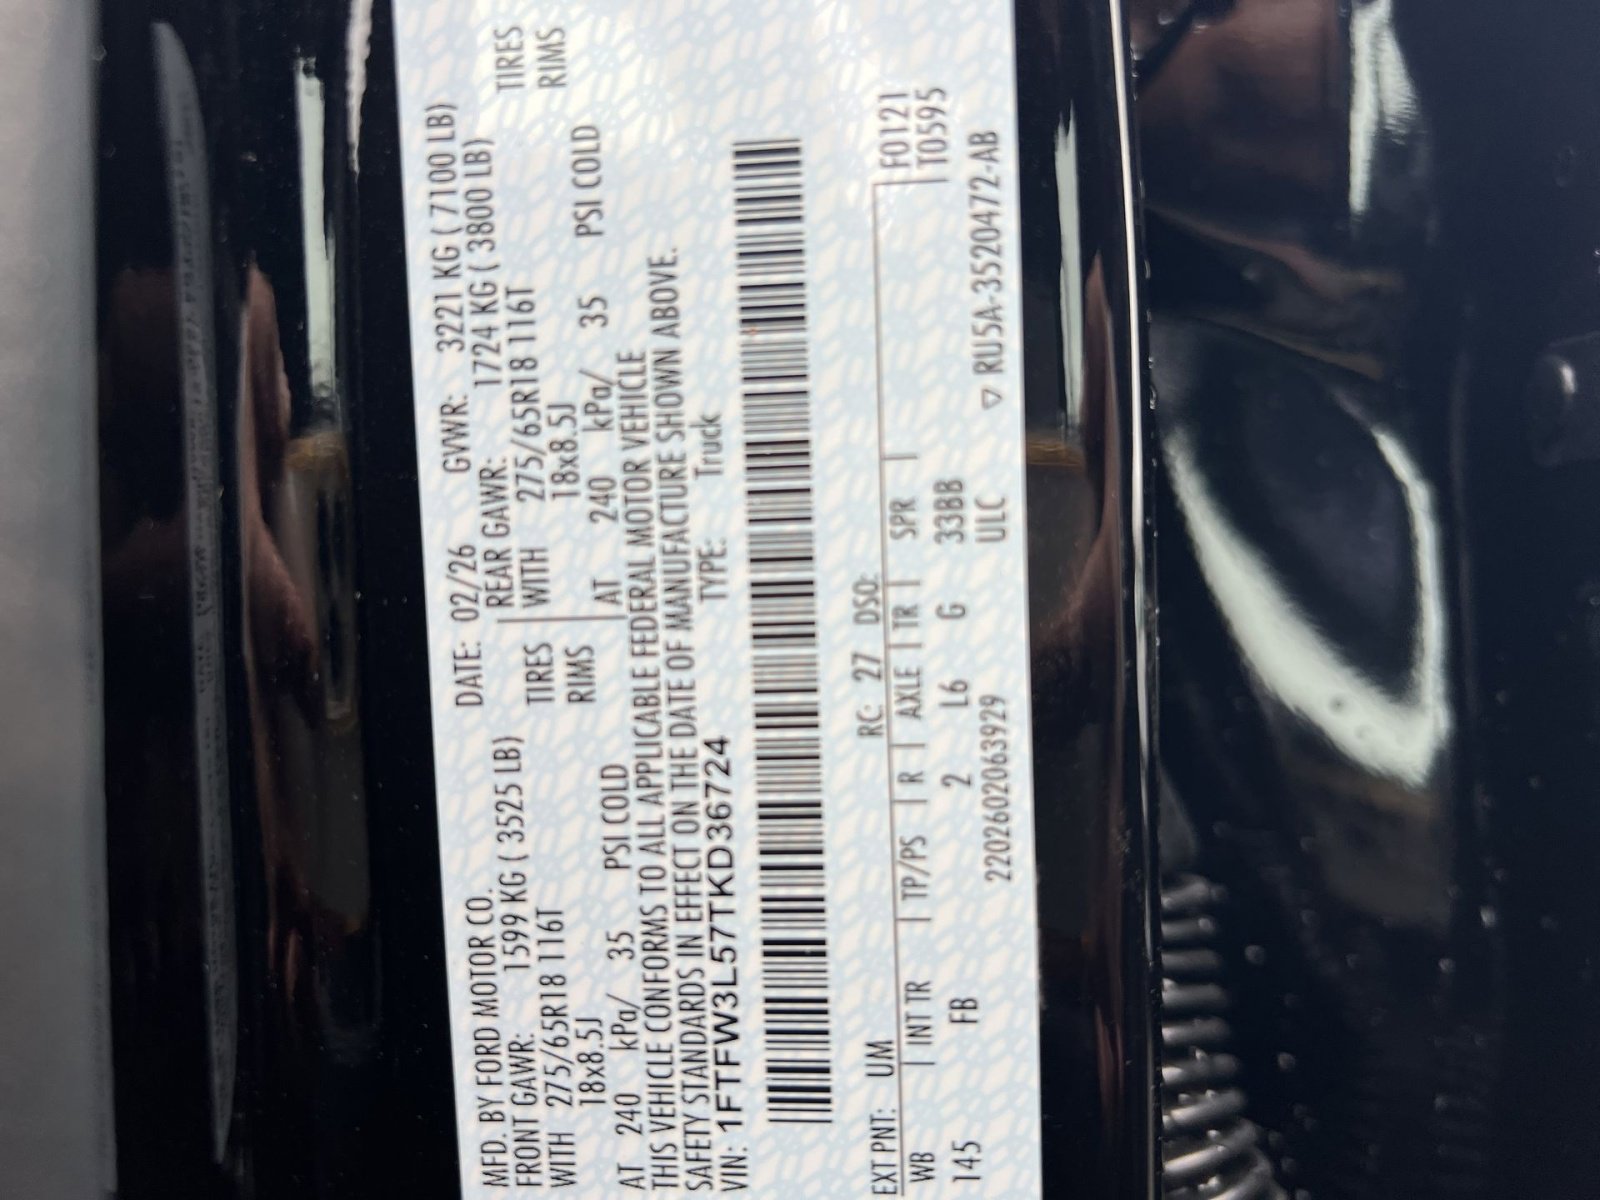 MFD. BY FORD MOTOR CO.
DATE: 02/26 GVWR: 3221 KG ( 7100 LB)
FRONT GAWR: 1599 KG ( 3525 LB)
REAR GAWR: 1724 KG ( 3800 LB)
WITH 275/65R18 116T TIRES
WITH 275/65R18 116T TIRES
18x8.5J RIMS
18x8.5J RIMS
AT 240 kPa/ 35 PSI COLD
AT 240 kPa/ 35 PSI COLD
THIS VEHICLE CONFORMS TO ALL APPLICABLE FEDERAL MOTOR VEHICLE
SAFETY STANDARDS IN EFFECT ON THE DATE OF MANUFACTURE SHOWN ABOVE.
VIN: 1FTFW3L57TKD36724 TYPE: Truck
EXT PNT: UM RC: 27 DSO: F0121
WB INT TR TP/PS R AXLE TR SPR T0595
145 FB 2 L6 G 33BB
2202602063929 ULC ▽ RU5A-3520472-AB